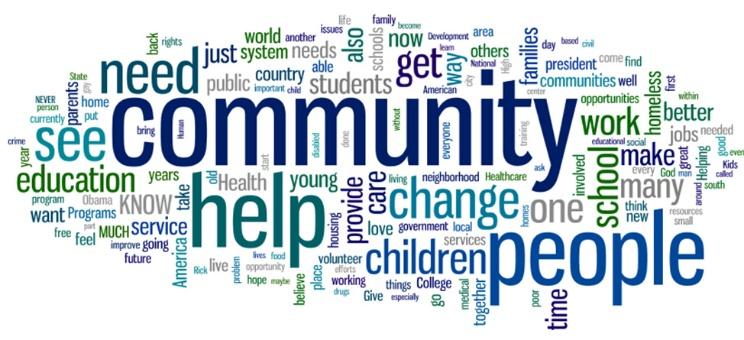 community
people
help
need
see
change
children
education
school
work
many
one
get
make
care
provide
time
students
families
just
also
now
way
others
world
another
issues
life
family
become
Development
area
day
based
civil
back
rights
system
needs
schools
learn
National
High
president
come
find
able
country
public
important
child
American
city
center
communities
well
homeless
first
opportunities
within
better
State
gay
parents
NEVER
person
home
currently
put
crime
year
bring
Human
start
disabled
done
without
everyone
training
educational
social
jobs
needed
ask
involved
great
Helping
good
even
every
God
man
Kids
called
around
south
years
old
Health
young
living
neighborhood
Healthcare
program
Obama
KNOW
take
want
Programs
part
MUCH
service
free
feel
improve
going
future
America
Rick
live
lives
food
housing
love
government
local
homes
services
think
new
resources
small
problem
opportunity
hope
maybe
believe
place
volunteer
efforts
working
drugs
things
Give
College
especially
go
medical
together
poor